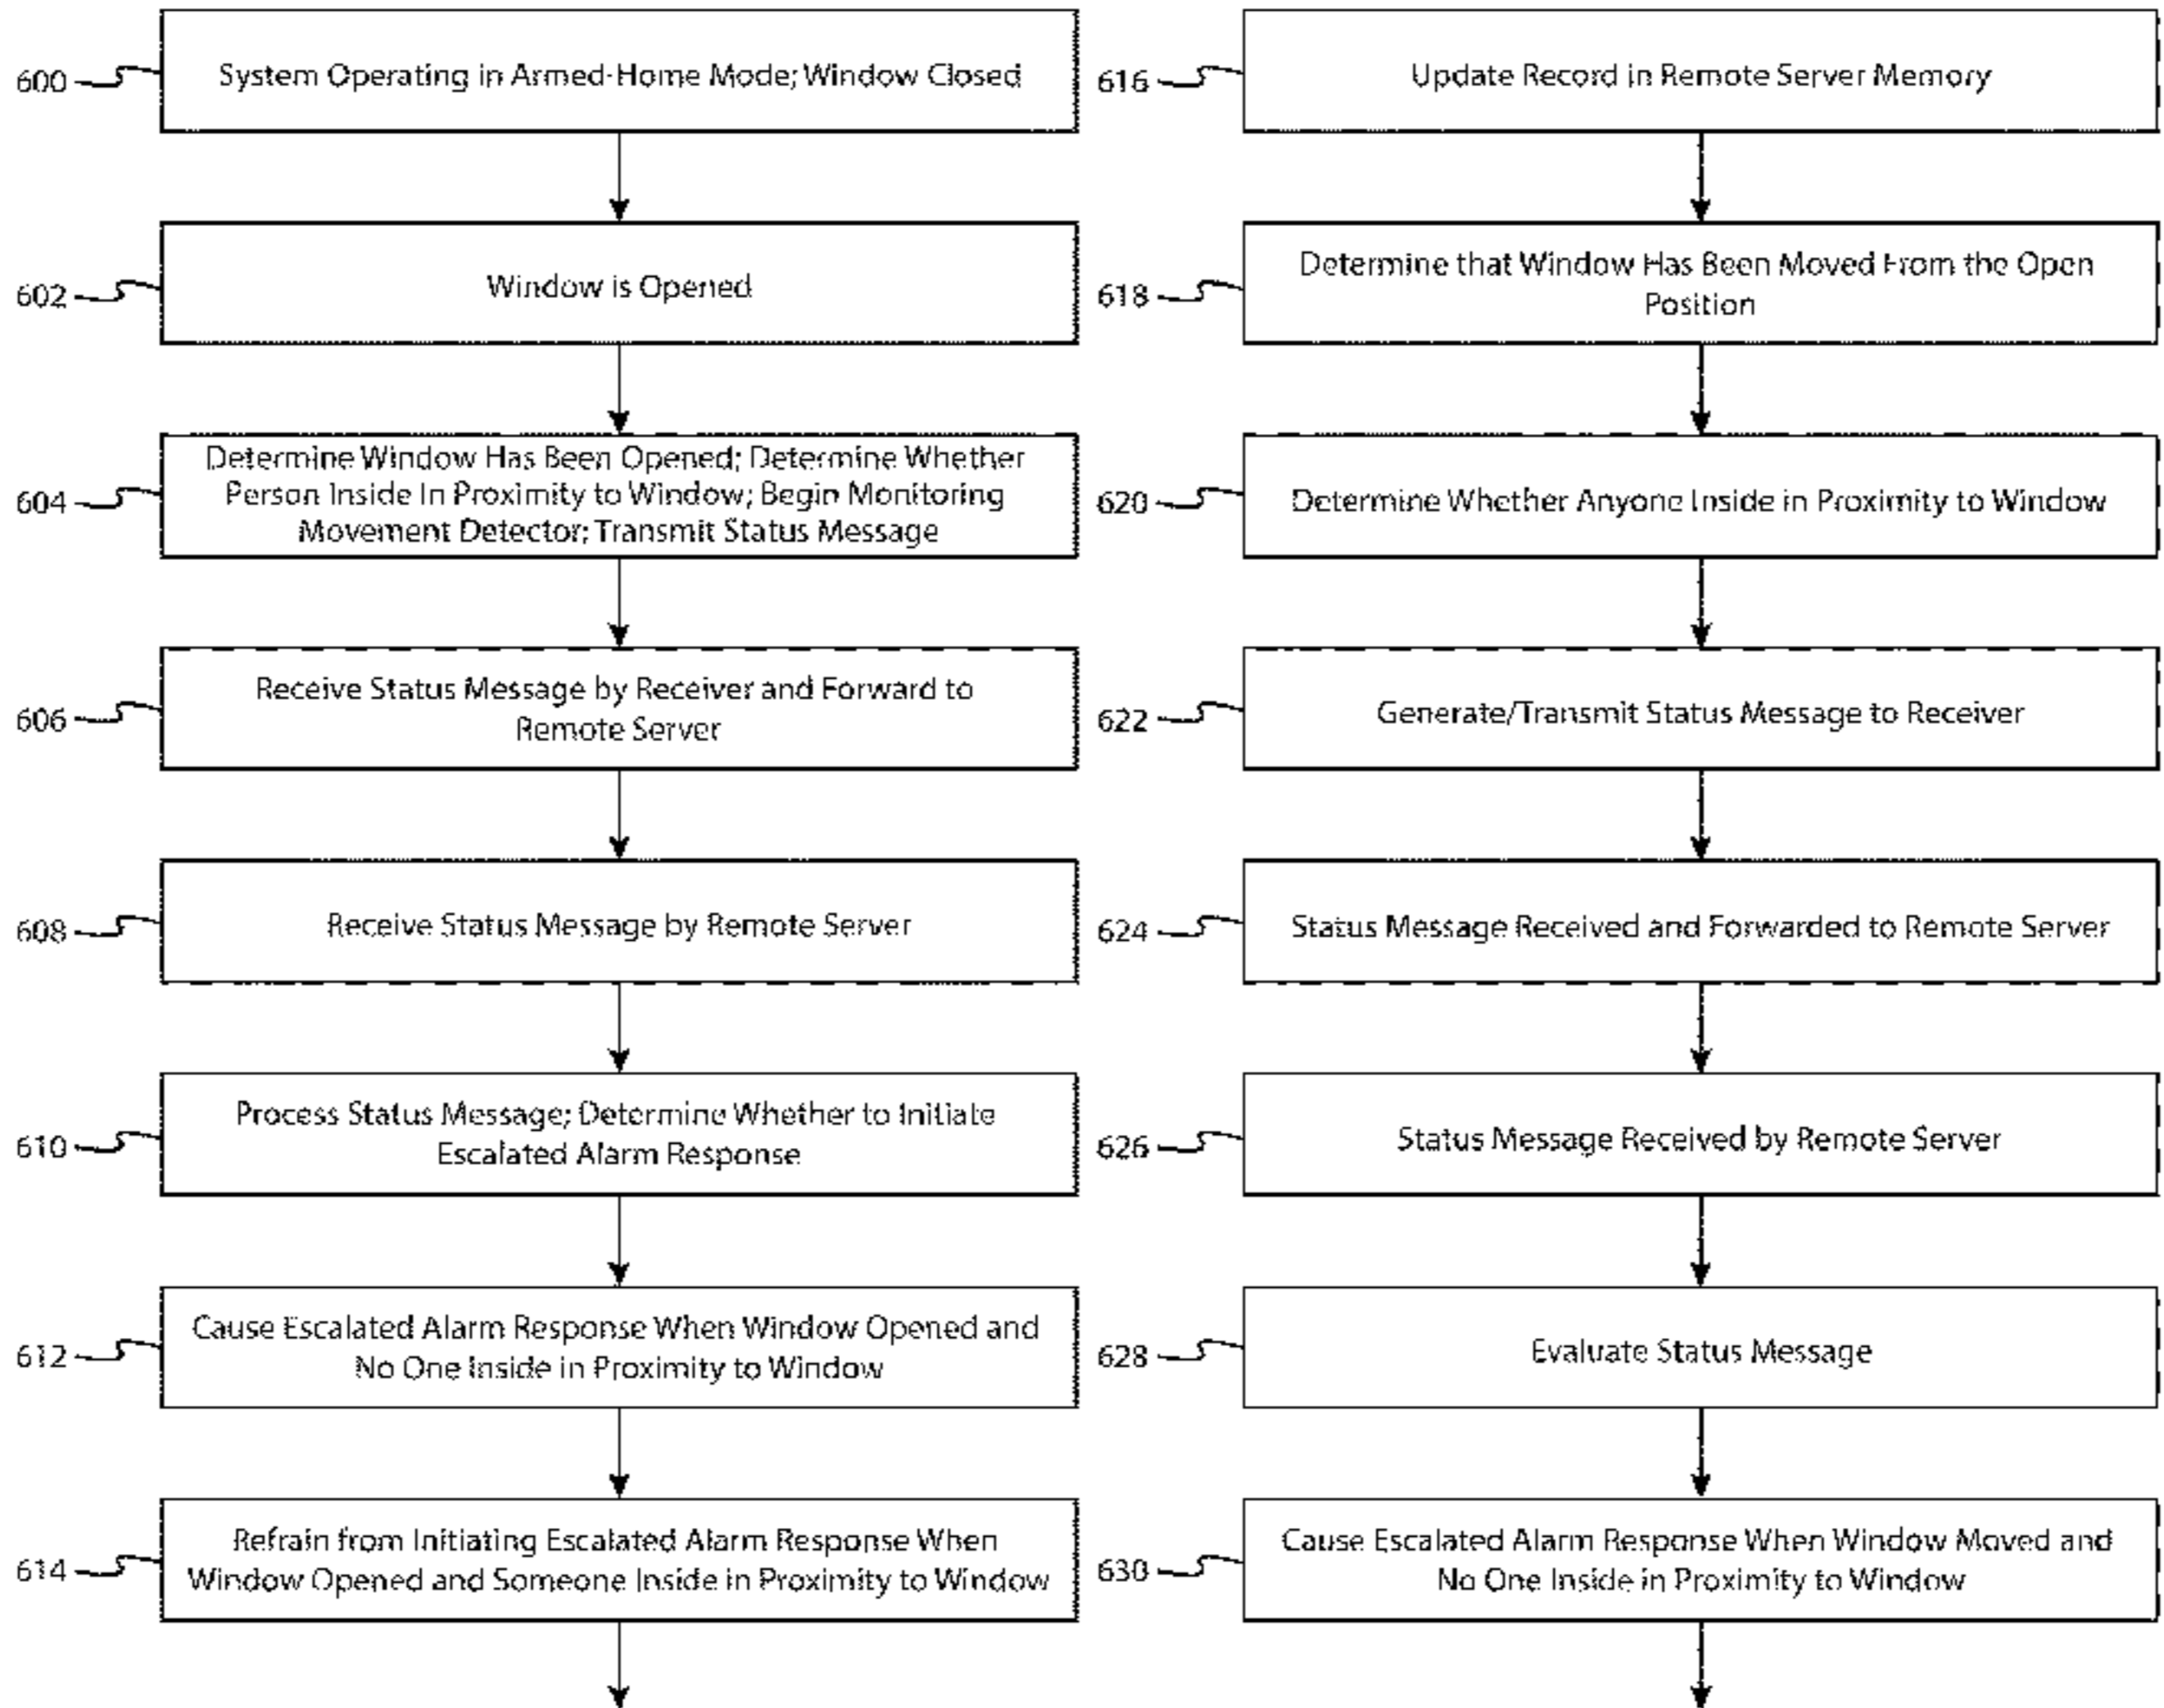 600
System Operating in Armed-Home Mode; Window Closed
602
Window is Opened
604
Determine Window Has Been Opened; Determine Whether
Person Inside In Proximity to Window; Begin Monitoring
Movement Detector; Transmit Status Message
606
Receive Status Message by Receiver and Forward to
Remote Server
608
Receive Status Message by Remote Server
610
Process Status Message; Determine Whether to Initiate
Escalated Alarm Response
612
Cause Escalated Alarm Response When Window Opened and
No One Inside in Proximity to Window
614
Refrain from Initiating Escalated Alarm Response When
Window Opened and Someone Inside in Proximity to Window
616
Update Record in Remote Server Memory
618
Determine that Window Has Been Moved From the Open
Position
620
Determine Whether Anyone Inside in Proximity to Window
622
Generate/Transmit Status Message to Receiver
624
Status Message Received and Forwarded to Remote Server
626
Status Message Received by Remote Server
628
Evaluate Status Message
630
Cause Escalated Alarm Response When Window Moved and
No One Inside in Proximity to Window